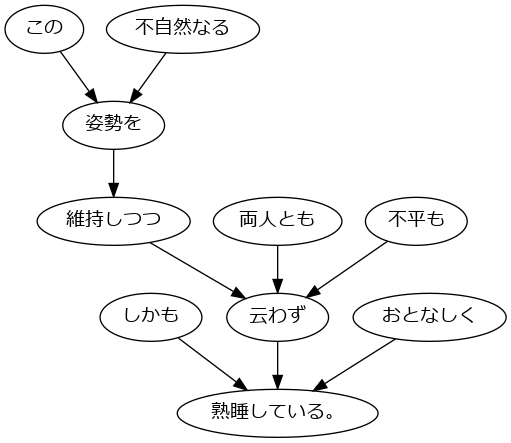 この
不自然なる
姿勢を
維持しつつ
両人とも
不平も
しかも
云わず
おとなしく
熟睡している。